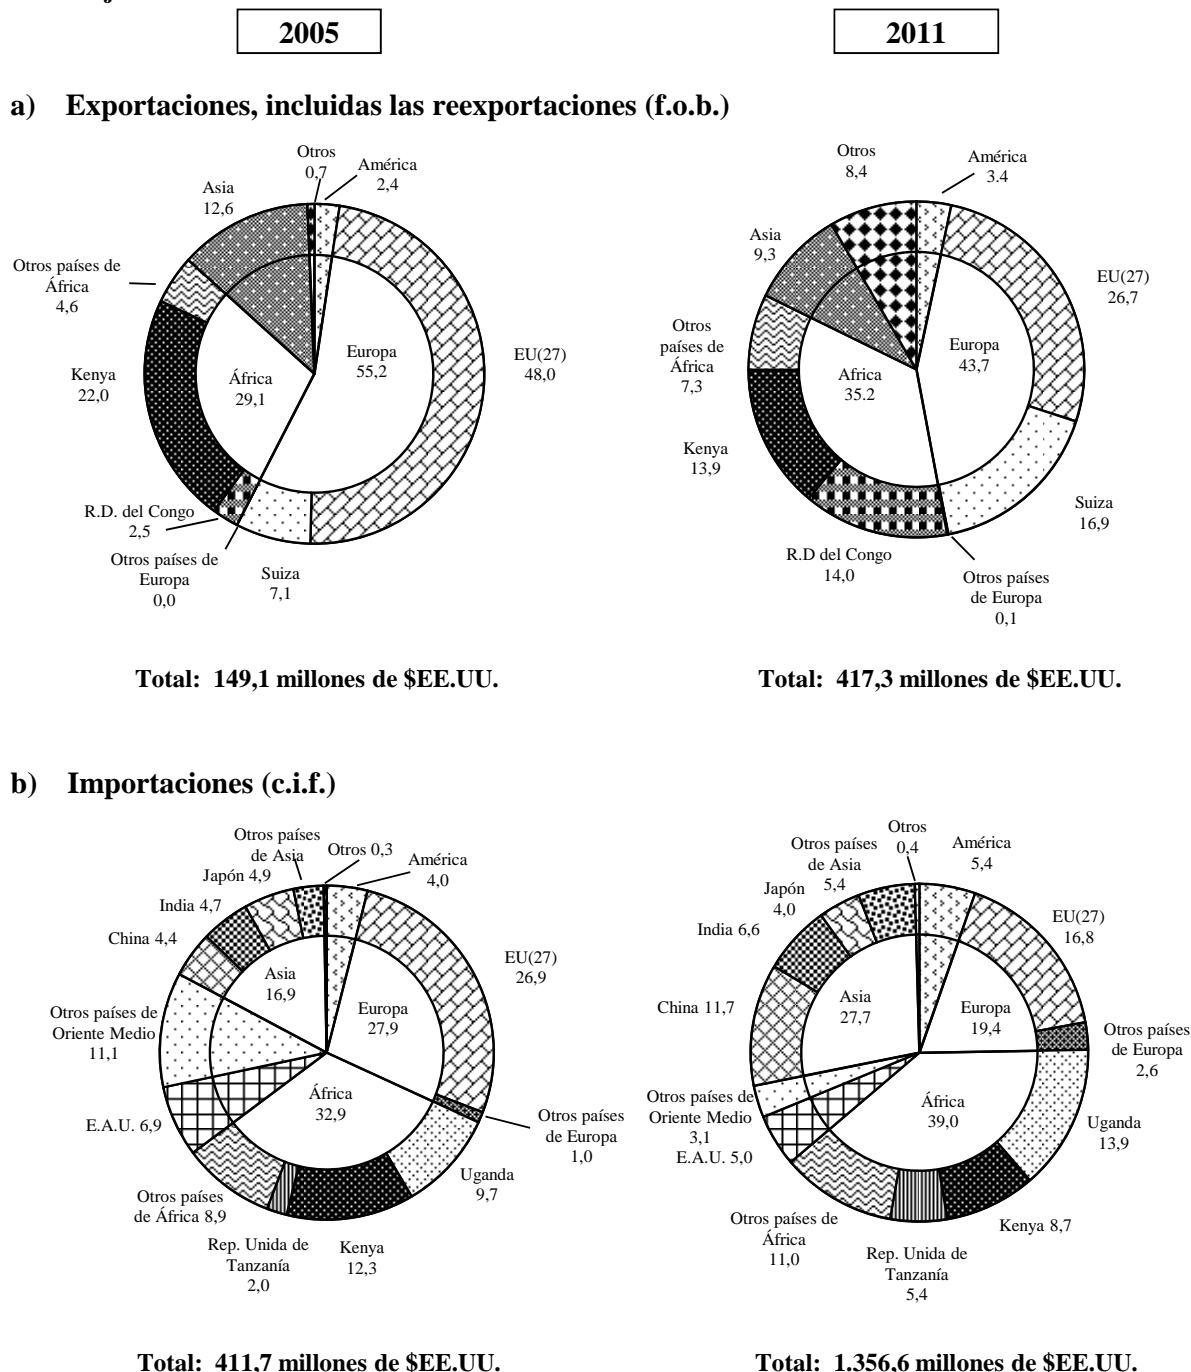 2005
2011
a) Exportaciones, incluidas las reexportaciones (f.o.b.)
Otros
0,7
América
2,4
Asia
12,6
Otros países de
África
4,6
Kenya
22,0
África
29,1
Europa
55,2
EU(27)
48,0
R.D. del Congo
2,5
Otros países de
Europa
0,0
Suiza
7,1
Total: 149,1 millones de $EE.UU.
Otros
8,4
América
3.4
Asia
9,3
EU(27)
26,7
Otros
países de
África
7,3
Europa
43,7
Africa
35.2
Kenya
13,9
Suiza
16,9
R.D del Congo
14,0
Otros países
de Europa
0,1
Total: 417,3 millones de $EE.UU.
b) Importaciones (c.i.f.)
Otros países
de Asia
Otros 0,3
América
4,0
Japón 4,9
India 4,7
China 4,4
EU(27)
26,9
Asia
16,9
Europa
27,9
Otros países de
Oriente Medio
11,1
África
32,9
E.A.U. 6,9
Otros países
de Europa
1,0
Uganda
9,7
Otros países
de África 8,9
Rep. Unida de
Tanzanía
2,0
Kenya
12,3
Total: 411,7 millones de $EE.UU.
Otros
0,4
América
5,4
Otros países
de Asia
5,4
Japón
4,0
India 6,6
EU(27)
16,8
China 11,7
Asia
27,7
Europa
19,4
Otros países
de Europa
2,6
Otros países de
Oriente Medio
3,1
E.A.U. 5,0
África
39,0
Uganda
13,9
Otros países de
África
11,0
Rep. Unida de
Tanzanía
5,4
Kenya 8,7
Total: 1.356,6 millones de $EE.UU.